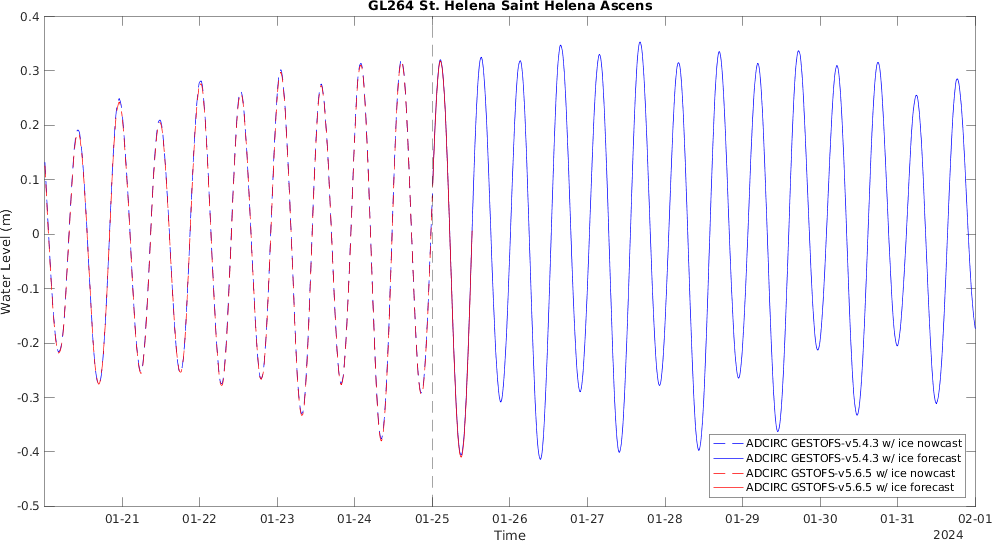 GL264 St. Helena Saint Helena Ascens
0.4
0.3
0.2
0.1
0
-0.1
-0.2
-0.3
-0.4
-0.5
Water Level (m)
ADCIRC GESTOFS-v5.4.3 w/ ice nowcast
ADCIRC GESTOFS-v5.4.3 w/ ice forecast
ADCIRC GSTOFS-v5.6.5 w/ ice nowcast
ADCIRC GSTOFS-v5.6.5 w/ ice forecast
01-21 01-22 01-23 01-24 01-25 01-26 01-27 01-28 01-29 01-30 01-31 02-01
Time
2024